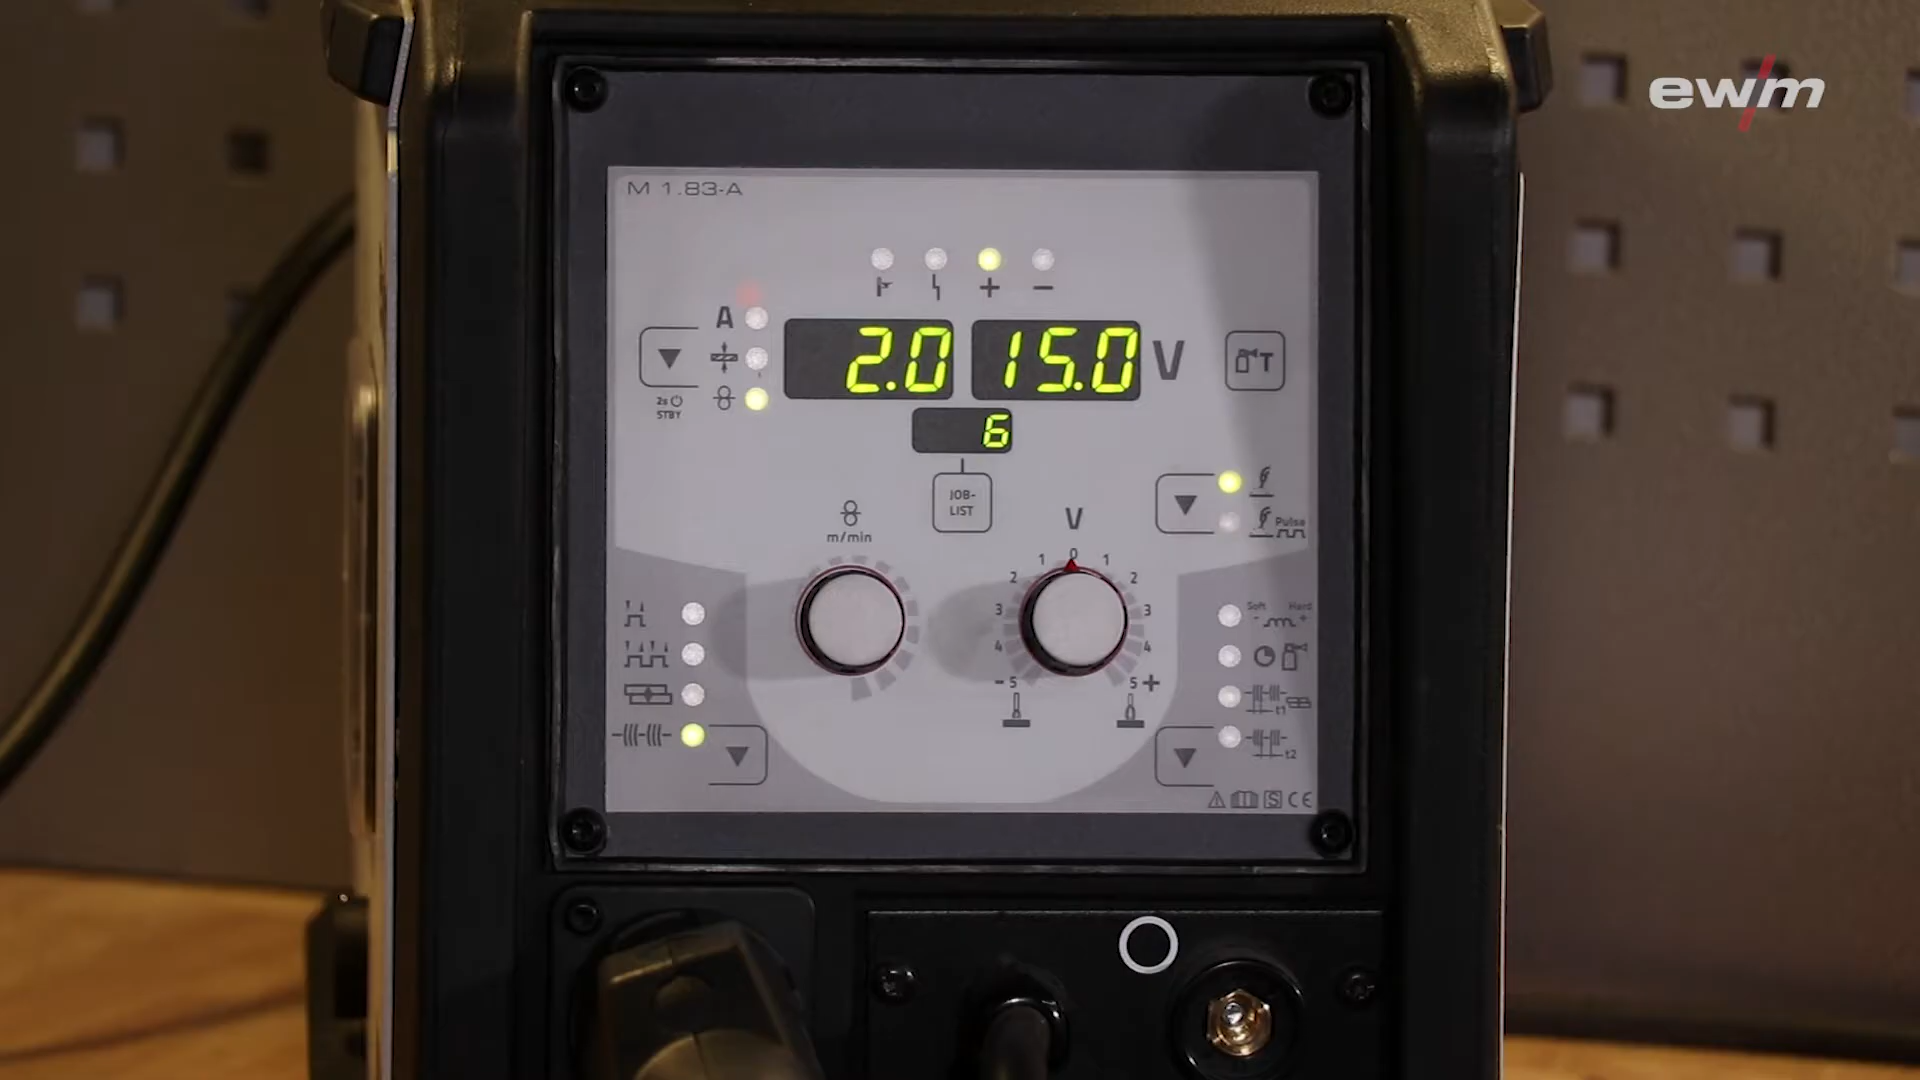 ewm
M 1.83-A
+ −
A
2.0 15.0 V
T
2s
STBY
6
JOB-
LIST
m/min
V
Pulse
0
1 1
2 2
3 3
4 4
- 5 5 +
Soft Hard
- +
t1
t2
S CE